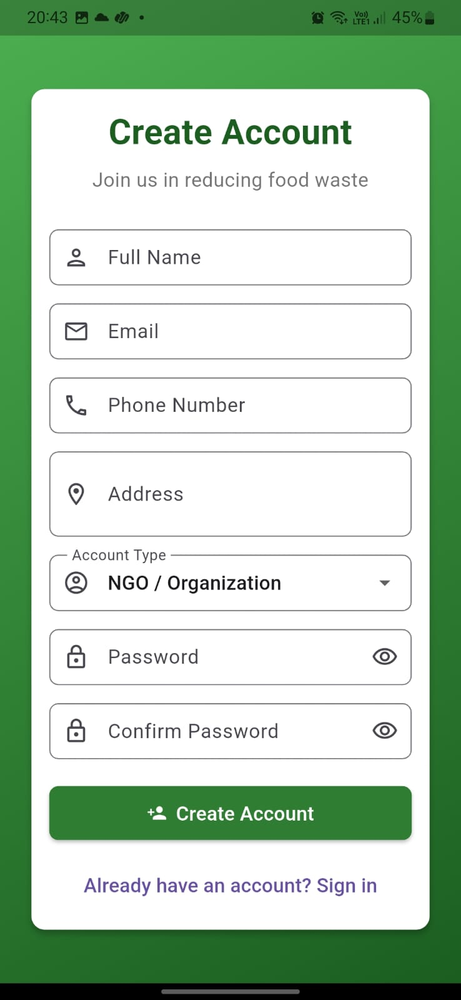 20:43
Vo))
LTE1
45%
Create Account
Join us in reducing food waste
Full Name
Email
Phone Number
Address
Account Type
NGO / Organization
Password
Confirm Password
Create Account
Already have an account? Sign in